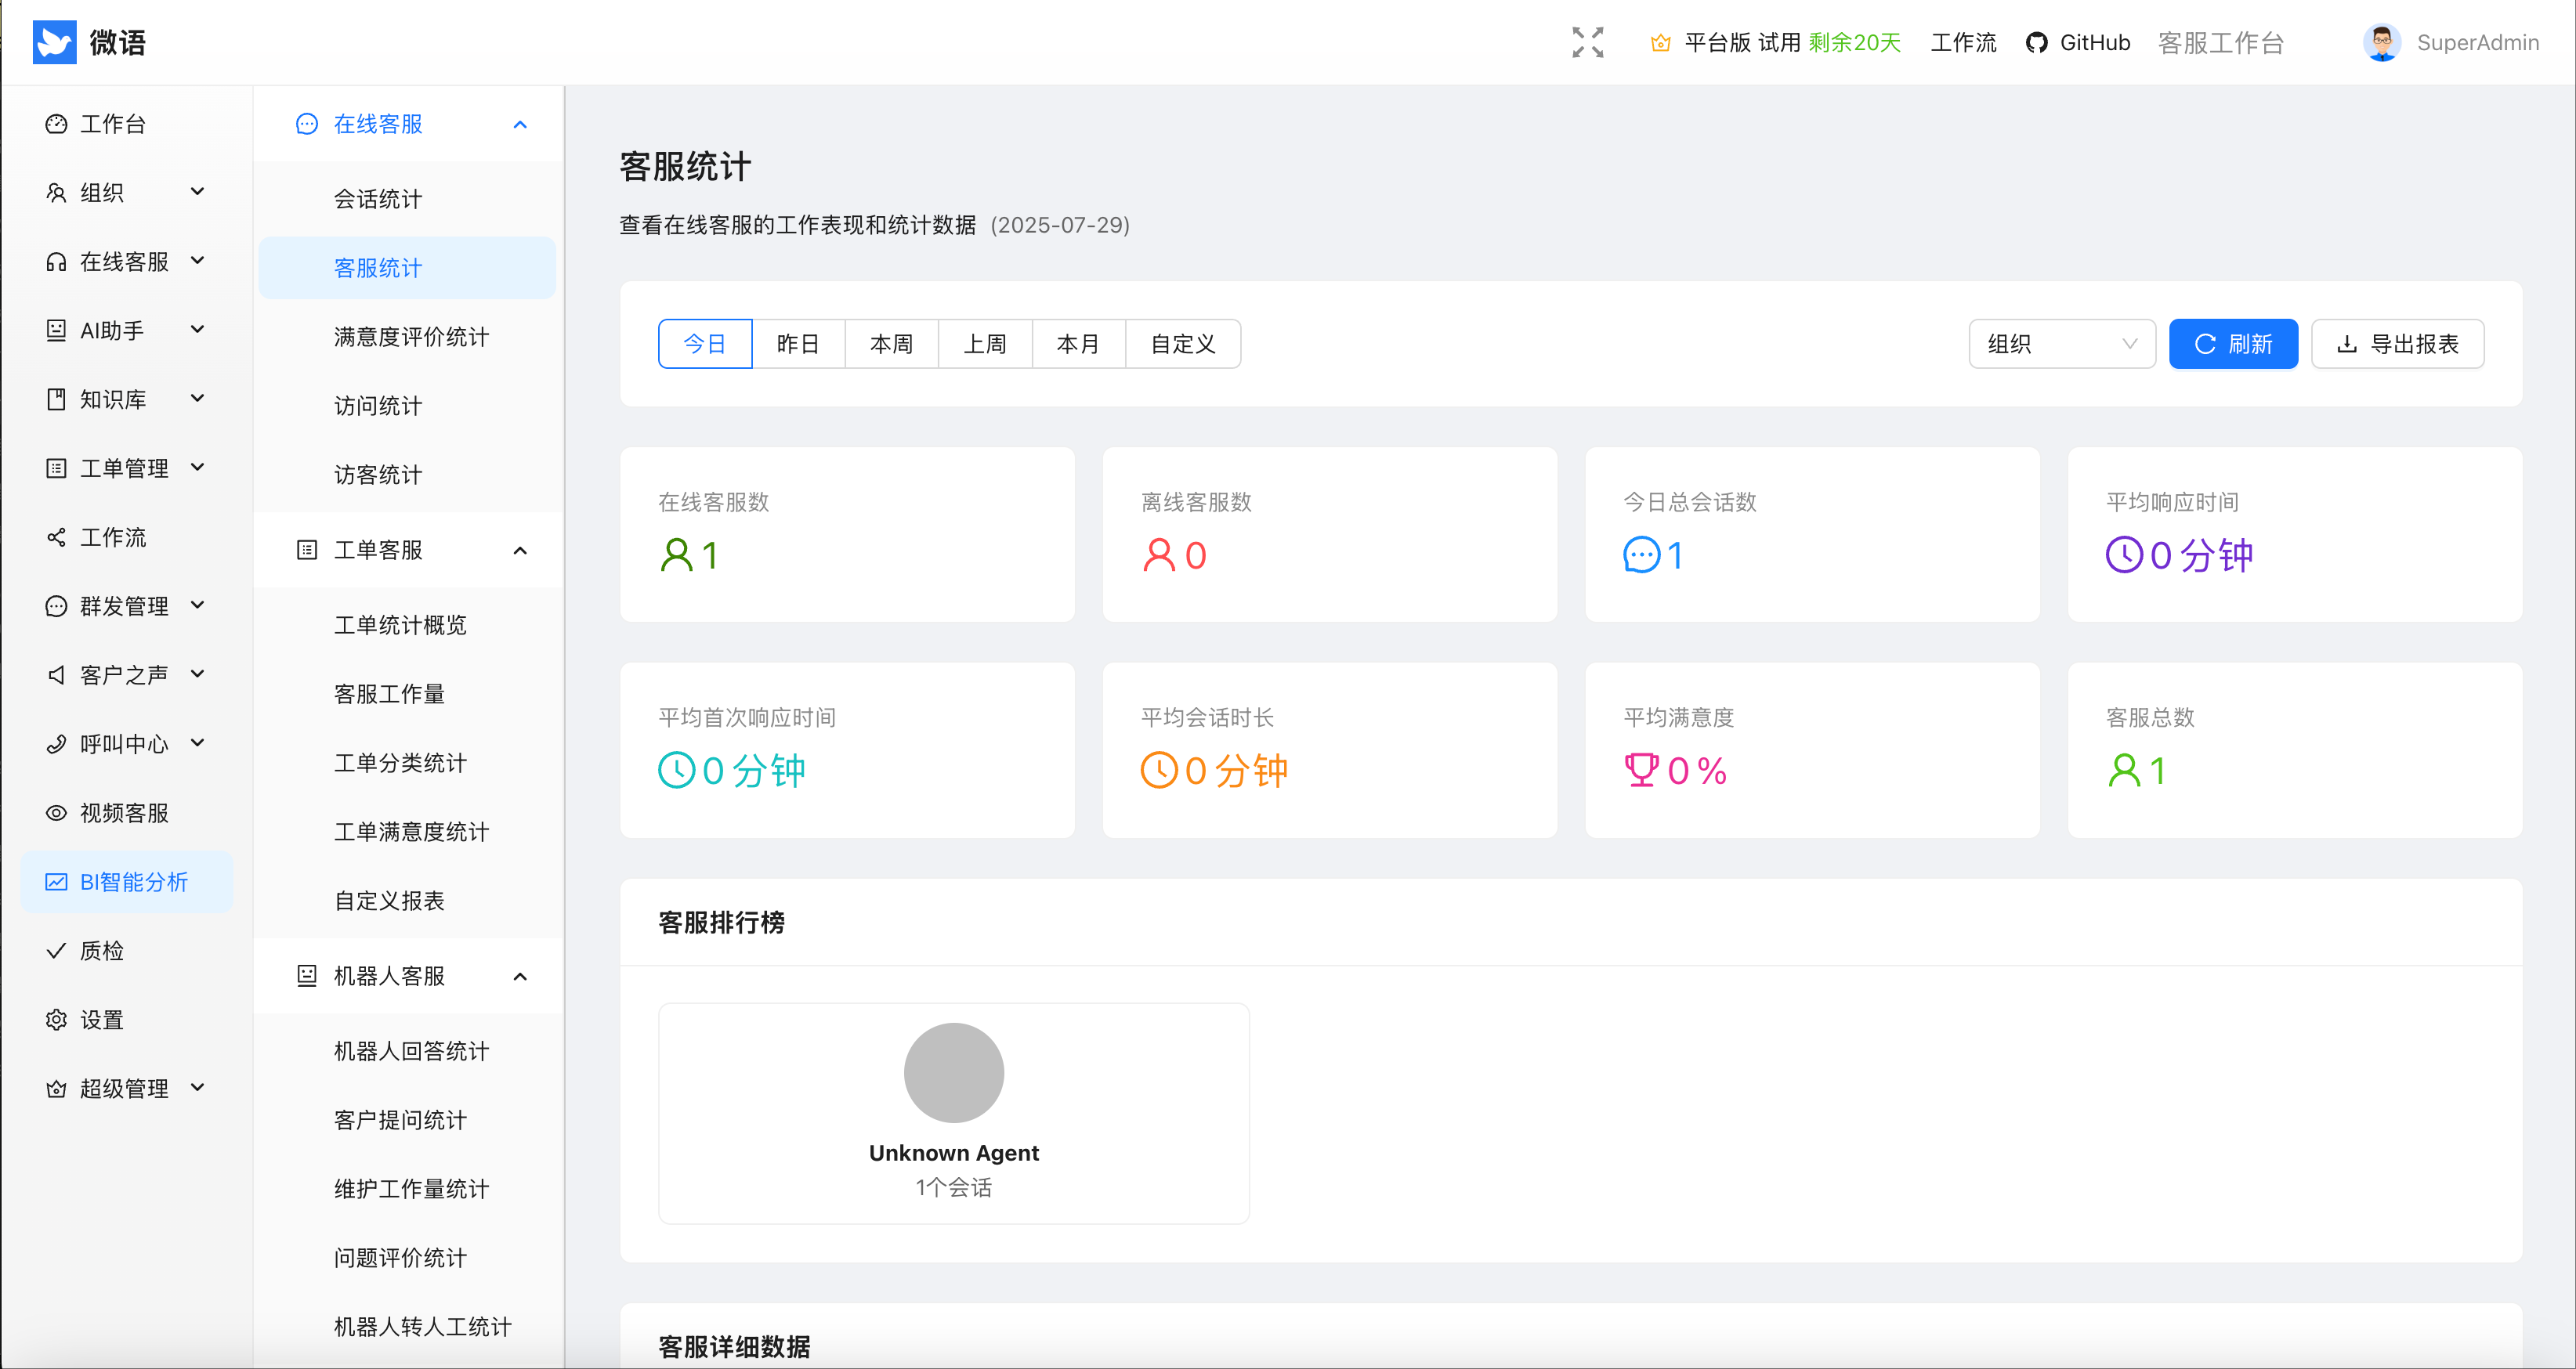 微语
平台版 试用 剩余20天
工作流
GitHub
客服工作台
SuperAdmin
工作台
组织
在线客服
AI助手
知识库
工单管理
工作流
群发管理
客户之声
呼叫中心
视频客服
BI智能分析
质检
设置
超级管理
在线客服
会话统计
客服统计
满意度评价统计
访问统计
访客统计
工单客服
工单统计概览
客服工作量
工单分类统计
工单满意度统计
自定义报表
机器人客服
机器人回答统计
客户提问统计
维护工作量统计
问题评价统计
机器人转人工统计
客服统计
查看在线客服的工作表现和统计数据 (2025-07-29)
今日
昨日
本周
上周
本月
自定义
组织
刷新
导出报表
在线客服数
1
离线客服数
0
今日总会话数
1
平均响应时间
0 分钟
平均首次响应时间
0 分钟
平均会话时长
0 分钟
平均满意度
0 %
客服总数
1
客服排行榜
Unknown Agent
1个会话
客服详细数据